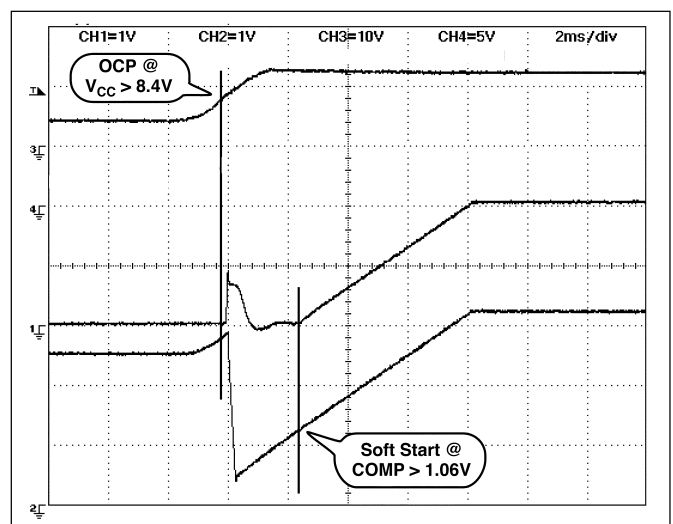 CH1=1V CH2=1V CH3=10V CH4=5V 2ms/div
OCP @
VCC > 8.4V
T
3
4
1
Soft Start @
COMP > 1.06V
2